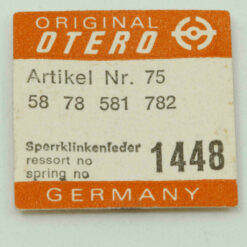 ORIGINAL
OTERO
Artikel Nr. 75
58 78 581 782
Sperrklinkenfeder
ressort no
spring no
1448
GERMANY